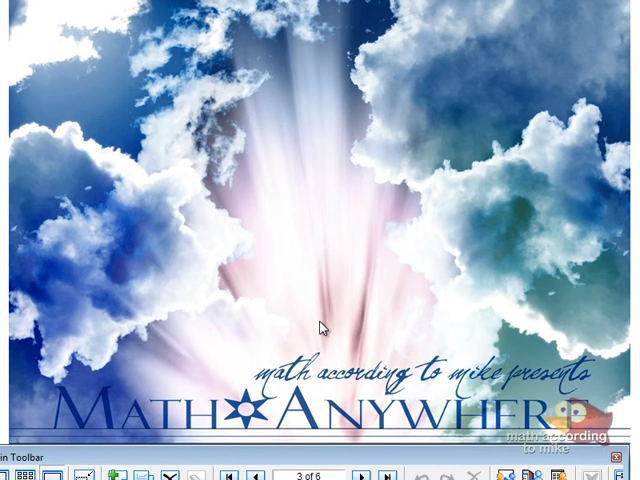 math according to mike presents
MATH ANYWHERE
math according
to mike
in Toolbar
3 of 6